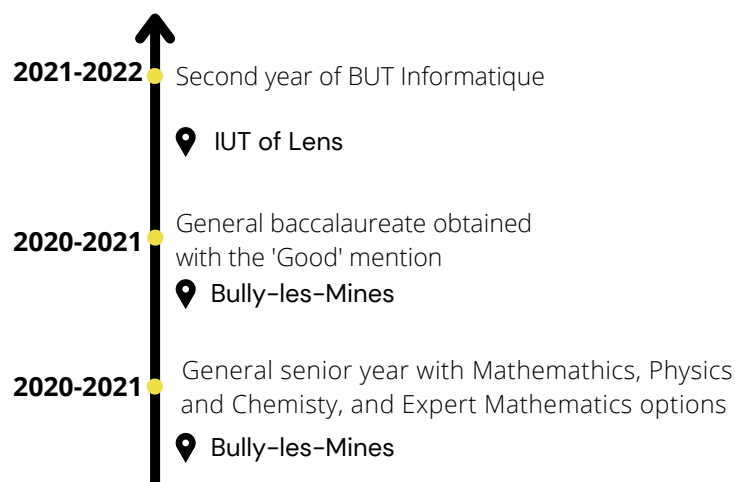 2021-2022
Second year of BUT Informatique
IUT of Lens
2020-2021
General baccalaureate obtained
with the 'Good' mention
Bully-les-Mines
2020-2021
General senior year with Mathemathics, Physics
and Chemisty, and Expert Mathematics options
Bully-les-Mines